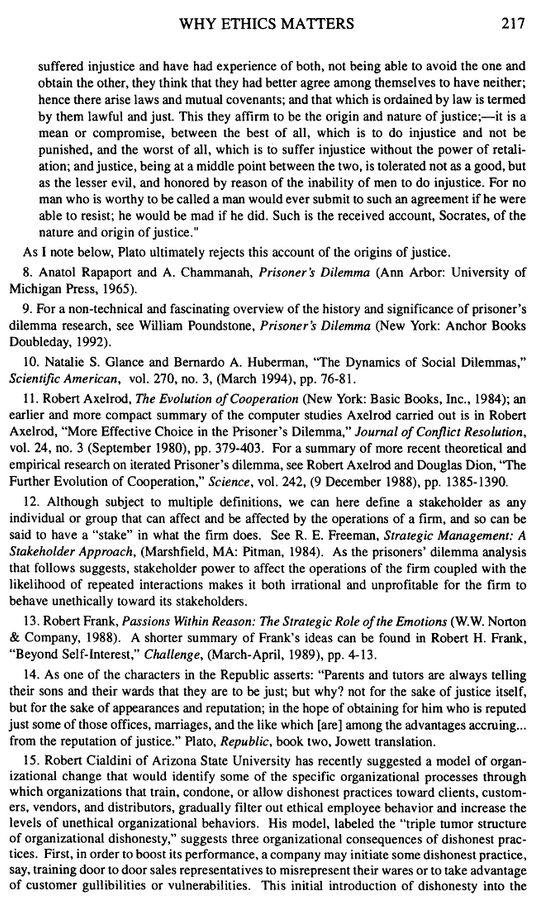 WHY ETHICS MATTERS 217
suffered injustice and have had experience of both, not being able to avoid the one and
obtain the other, they think that they had better agree among themselves to have neither;
hence there arise laws and mutual covenants; and that which is ordained by law is termed
by them lawful and just. This they affirm to be the origin and nature of justice;—it is a
mean or compromise, between the best of all, which is to do injustice and not be
punished, and the worst of all, which is to suffer injustice without the power of retali-
ation; and justice, being at a middle point between the two, is tolerated not as a good, but
as the lesser evil, and honored by reason of the inability of men to do injustice. For no
man who is worthy to be called a man would ever submit to such an agreement if he were
able to resist; he would be mad if he did. Such is the received account, Socrates, of the
nature and origin of justice."
As I note below, Plato ultimately rejects this account of the origins of justice.
8. Anatol Rapaport and A. Chammanah, Prisoner's Dilemma (Ann Arbor: University of
Michigan Press, 1965).
9. For a non-technical and fascinating overview of the history and significance of prisoner's
dilemma research, see William Poundstone, Prisoner's Dilemma (New York: Anchor Books
Doubleday, 1992).
10. Natalie S. Glance and Bernardo A. Huberman, "The Dynamics of Social Dilemmas,"
Scientific American, vol. 270, no. 3, (March 1994), pp. 76-81.
11. Robert Axelrod, The Evolution of Cooperation (New York: Basic Books, Inc., 1984); an
earlier and more compact summary of the computer studies Axelrod carried out is in Robert
Axelrod, "More Effective Choice in the Prisoner's Dilemma," Journal of Conflict Resolution,
vol. 24, no. 3 (September 1980), pp. 379-403. For a summary of more recent theoretical and
empirical research on iterated Prisoner's dilemma, see Robert Axelrod and Douglas Dion, "The
Further Evolution of Cooperation," Science, vol. 242, (9 December 1988), pp. 1385-1390.
12. Although subject to multiple definitions, we can here define a stakeholder as any
individual or group that can affect and be affected by the operations of a firm, and so can be
said to have a "stake" in what the firm does. See R. E. Freeman, Strategic Management: A
Stakeholder Approach, (Marshfield, MA: Pitman, 1984). As the prisoners' dilemma analysis
that follows suggests, stakeholder power to affect the operations of the firm coupled with the
likelihood of repeated interactions makes it both irrational and unprofitable for the firm to
behave unethically toward its stakeholders.
13. Robert Frank, Passions Within Reason: The Strategic Role of the Emotions (W.W. Norton
& Company, 1988). A shorter summary of Frank's ideas can be found in Robert H. Frank,
"Beyond Self-Interest," Challenge, (March-April, 1989), pp. 4-13.
14. As one of the characters in the Republic asserts: "Parents and tutors are always telling
their sons and their wards that they are to be just; but why? not for the sake of justice itself,
but for the sake of appearances and reputation; in the hope of obtaining for him who is reputed
just some of those offices, marriages, and the like which [are] among the advantages accruing...
from the reputation of justice." Plato, Republic, book two, Jowett translation.
15. Robert Cialdini of Arizona State University has recently suggested a model of organ-
izational change that would identify some of the specific organizational processes through
which organizations that train, condone, or allow dishonest practices toward clients, custom-
ers, vendors, and distributors, gradually filter out ethical employee behavior and increase the
levels of unethical organizational behaviors. His model, labeled the "triple tumor structure
of organizational dishonesty," suggests three organizational consequences of dishonest prac-
tices. First, in order to boost its performance, a company may initiate some dishonest practice,
say, training door to door sales representatives to misrepresent their wares or to take advantage
of customer gullibilities or vulnerabilities. This initial introduction of dishonesty into the